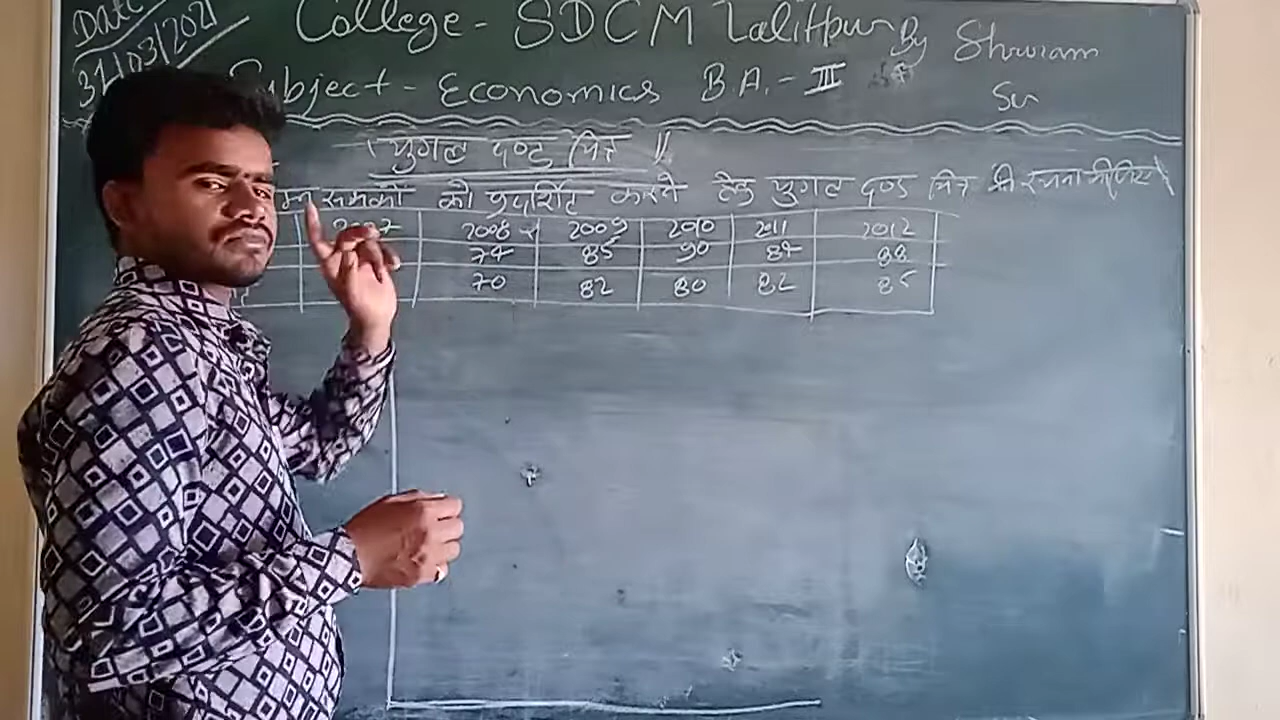 Date
31/03/2021
College - SDCM Lalitpur By Shivram
Subject - Economics B.A. - III Sir
युगल दण्ड चित्र
समंकों को प्रदर्शित करने हेतु युगल दण्ड चित्र की रचना कीजिए
2007 2008 2009 2010 2011 2012
74 85 90 84 88
70 82 80 82 85